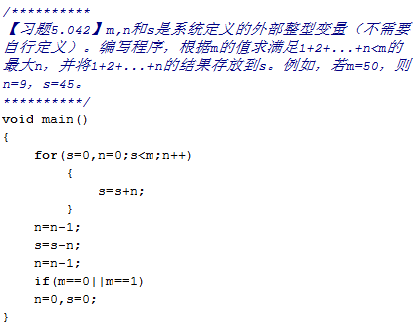 /**********
【习题5.042】m,n和s是系统定义的外部整型变量（不需要
自行定义）。编写程序，根据m的值求满足1+2+...+n<m的
最大n，并将1+2+...+n的结果存放到s。例如，若m=50，则
n=9，s=45。
**********/
void main()
{
    for(s=0,n=0;s<m;n++)
        {
            s=s+n;
        }
    n=n-1;
    s=s-n;
    n=n-1;
    if(m==0||m==1)
    n=0,s=0;
}